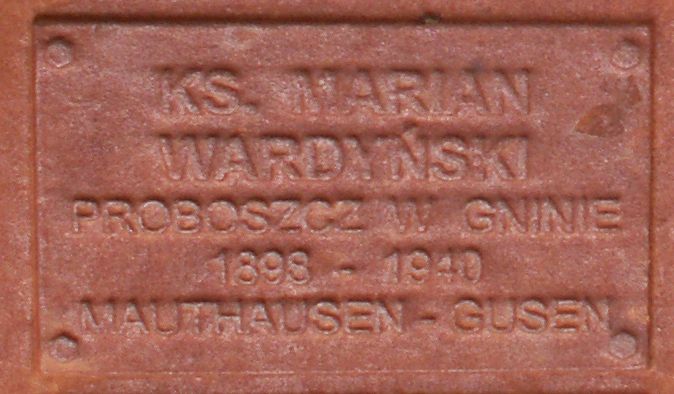 KS. MARIAN
WARDYŃSKI
PROBOSZCZ W GNINIE
1898 - 1940
MAUTHAUSEN - GUSEN